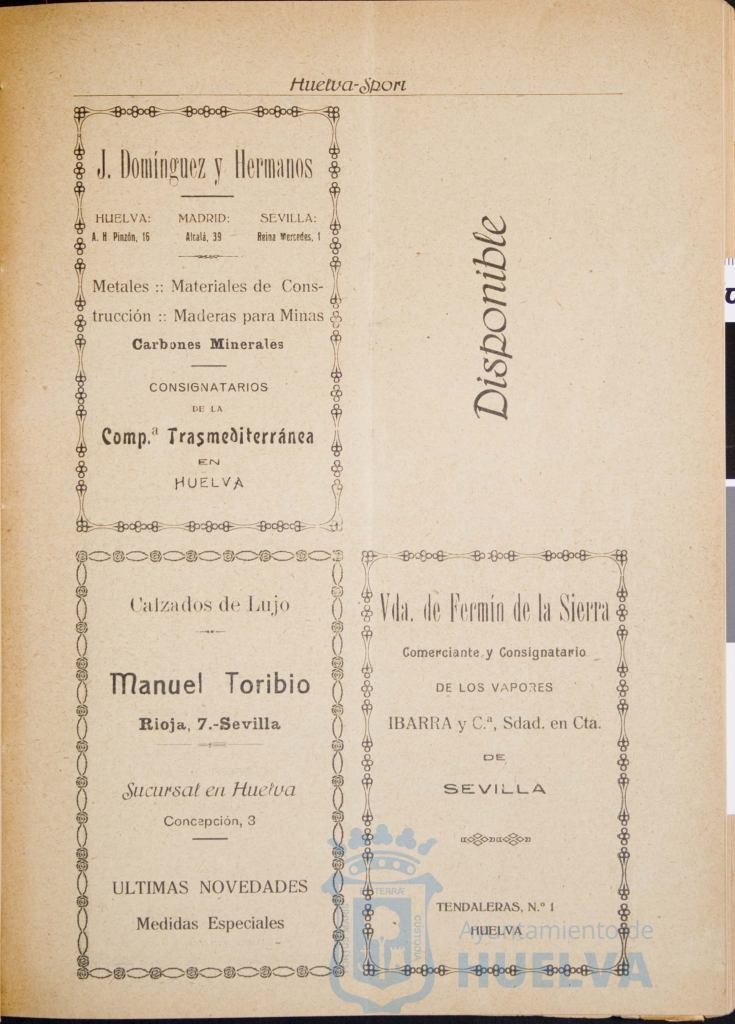 Huelva-Sport
J. Domínguez y Hermanos
HUELVA: MADRID: SEVILLA:
A. H. Pinzón, 16 Alcalá, 39 Reina Mercedes, 1
Metales :: Materiales de Cons-
trucción :: Maderas para Minas
Carbones Minerales
CONSIGNATARIOS
DE LA
Comp.ª Trasmediterránea
EN
HUELVA
Disponible
Calzados de Lujo
Manuel Toribio
Rioja, 7.-Sevilla
Sucursal en Huelva
Concepción, 3
ULTIMAS NOVEDADES
Medidas Especiales
Vda. de Fermín de la Sierra
Comerciante y Consignatario
DE LOS VAPORES
IBARRA y C.ª, Sdad. en Cta.
DE
SEVILLA
TENDALERAS, N.º 1
HUELVA
Ayuntamiento de
HUELVA